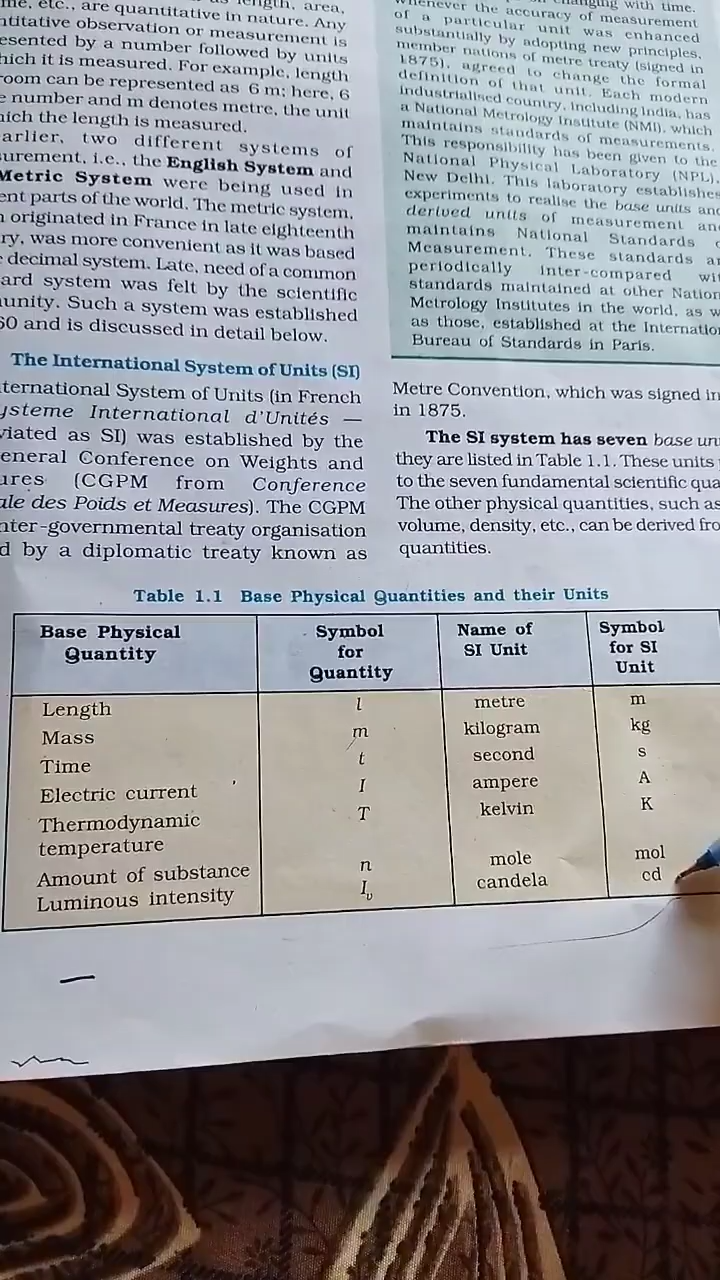 length, area,
me, etc., are quantitative in nature. Any
ntitative observation or measurement is
esented by a number followed by units
hich it is measured. For example, length
room can be represented as 6 m; here, 6
e number and m denotes metre, the unit
hich the length is measured.
arlier, two different systems of
surement, i.e., the English System and
Metric System were being used in
ent parts of the world. The metric system,
h originated in France in late eighteenth
ry, was more convenient as it was based
e decimal system. Late, need of a common
ard system was felt by the scientific
unity. Such a system was established
60 and is discussed in detail below.
The International System of Units (SI)
ternational System of Units (in French
ysteme International d'Unités —
viated as SI) was established by the
eneral Conference on Weights and
ures (CGPM from Conference
ale des Poids et Measures). The CGPM
nter-governmental treaty organisation
d by a diplomatic treaty known as
changing with time.
Whenever the accuracy of measurement
of a particular unit was enhanced
substantially by adopting new principles,
member nations of metre treaty (signed in
1875), agreed to change the formal
definition of that unit. Each modern
industrialised country, including India, has
a National Metrology Institute (NMI), which
maintains standards of measurements.
This responsibility has been given to the
National Physical Laboratory (NPL),
New Delhi. This laboratory establishes
experiments to realise the base units and
derived units of measurement an
maintains National Standards o
Measurement. These standards ar
periodically inter-compared wit
standards maintained at other Nation
Metrology Institutes in the world, as w
as those, established at the Internatio
Bureau of Standards in Paris.
Metre Convention, which was signed in
in 1875.
The SI system has seven base un
they are listed in Table 1.1. These units
to the seven fundamental scientific qua
The other physical quantities, such as
volume, density, etc., can be derived fro
quantities.
Table 1.1 Base Physical Quantities and their Units
Base Physical Quantity Symbol for Quantity Name of SI Unit Symbol for SI Unit
Length l metre m
Mass m kilogram kg
Time t second s
Electric current I ampere A
Thermodynamic T kelvin K
temperature
Amount of substance n mole mol
Luminous intensity Iv candela cd